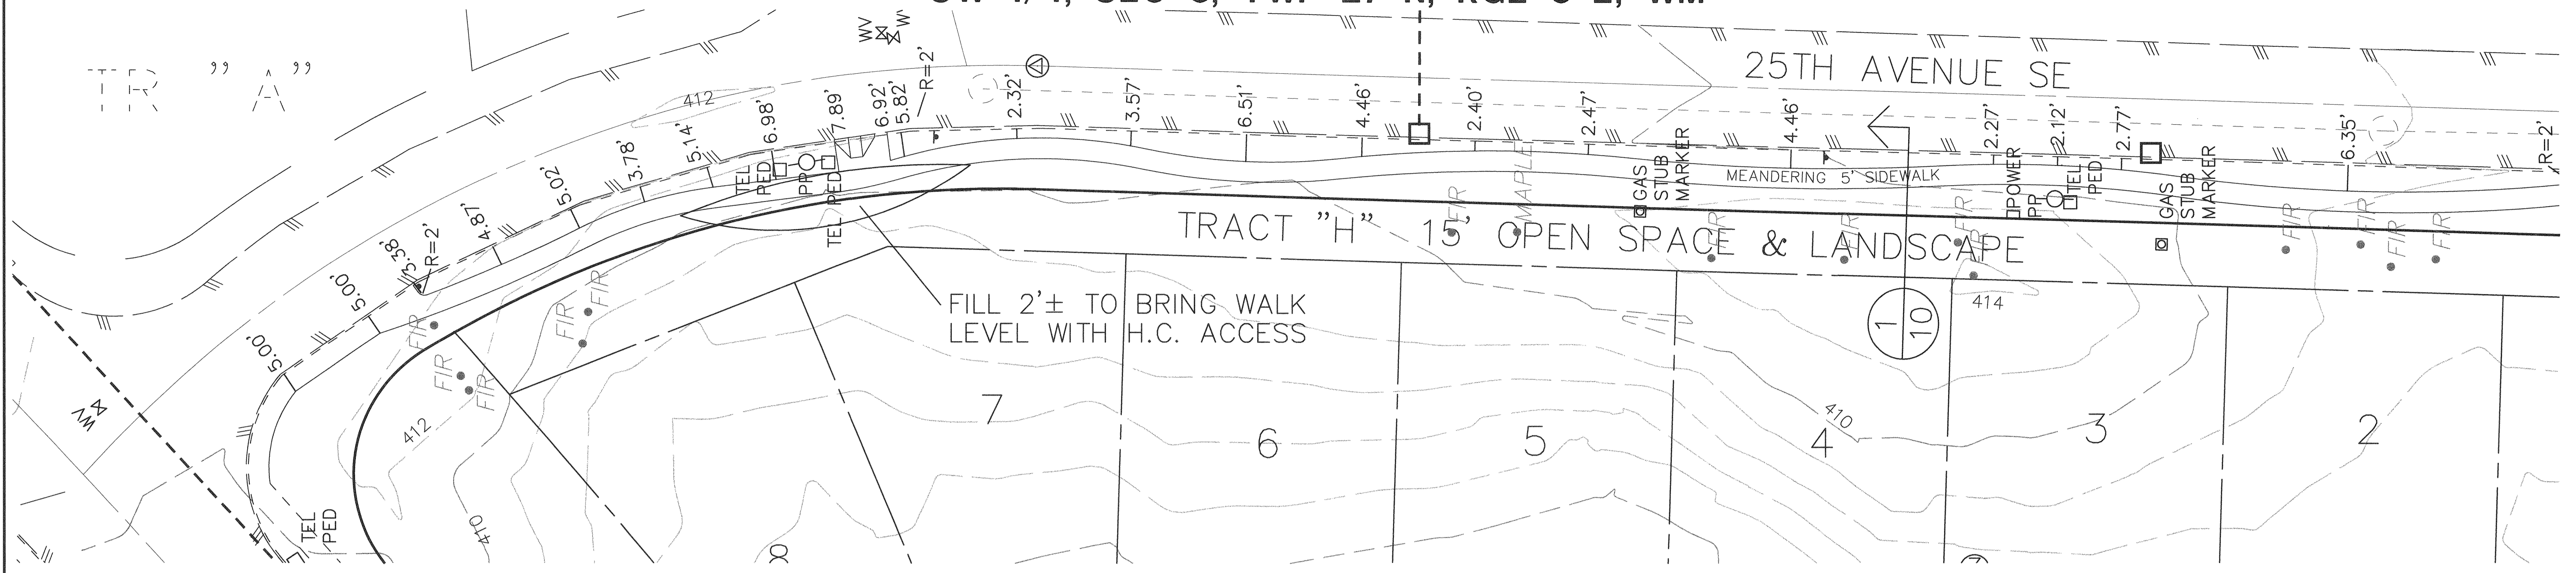 TR "A"
412
WV
W
R=2'
25TH AVENUE SE
5.00'
5.00'
3.38'
R=2'
4.87'
5.02'
3.78'
5.14'
6.98'
7.89'
6.92'
5.82'
2.32'
3.57'
6.51'
4.46'
2.40'
2.47'
4.46'
2.27'
2.12'
2.77'
6.35'
R=2'
TEL
PED
PP
TEL PED
MAPLE
FIR
GAS
STUB
MARKER
MEANDERING 5' SIDEWALK
POWER
PP
TEL
PED
GAS
STUB
MARKER
TRACT "H" 15' OPEN SPACE & LANDSCAPE
FIR
FIR
FIR
FIR
FIR
FIR
FIR
FIR
FILL 2'± TO BRING WALK
LEVEL WITH H.C. ACCESS
FIR
FIR
FIR
FIR
FIR
414
1
10
WV
412
410
410
7
6
5
4
3
2
TEL
PED